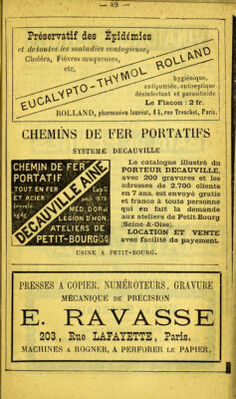 — 89 —
Préservatif des Épidémies
et de toutes les maladies contagieuses,
Choléra, Fièvres muqueuses,
etc.
EUCALYPTO-THYMOL ROLLAND
hygiénique,
antiputride, antiseptique
désinfectant et parasiticide
Le Flacon : 2 fr.
ROLLAND, pharmacien lauréat, rue Tronchet, Paris.
CHEMINS DE FER PORTATIFS
SYSTEME DECAUVILLE
CHEMIN DE FER
PORTATIF
TOUT EN FER
ET ACIER
DECAUVILLE AINE
MED. D'OR et
LEGION D'HON.
ATELIERS DE
PETIT-BOURG (SO
Le catalogue illustré du
PORTEUR DECAUVILLE,
avec 200 gravures et les
adresses de 2.700 clients
en 7 ans, est envoyé gratis
et franco à toute personne
qui en fait la demande
aux ateliers de Petit-Bourg
(Seine-&-Oise).
LOCATION ET VENTE
avec facilité de payement.
USINE A PETIT-BOURG.
PRESSES A COPIER, NUMÉROTEURS, GRAVURE
MÉCANIQUE DE PRÉCISION
E. RAVASSE
203, Rue LAFAYETTE, Paris.
MACHINES A ROGNER, A PERFORER LE PAPIER.